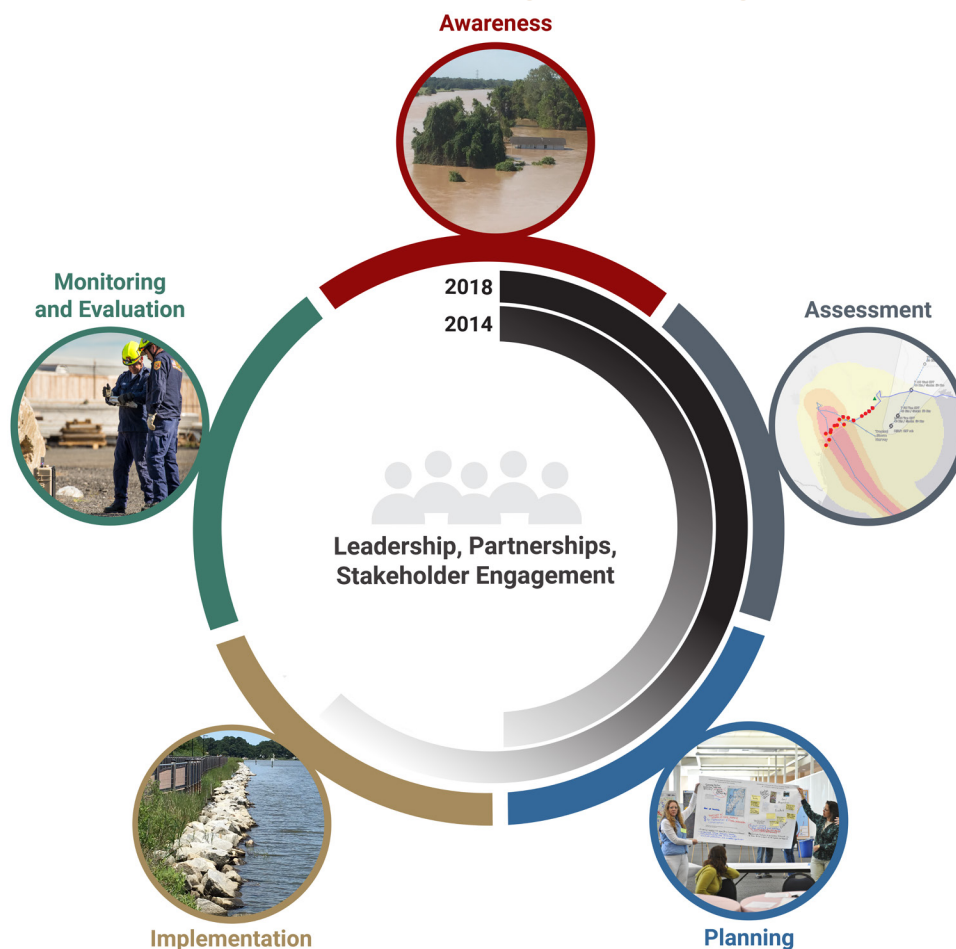 Awareness
Monitoring
and Evaluation
2018
2014
Assessment
Leadership, Partnerships,
Stakeholder Engagement
Implementation
Planning